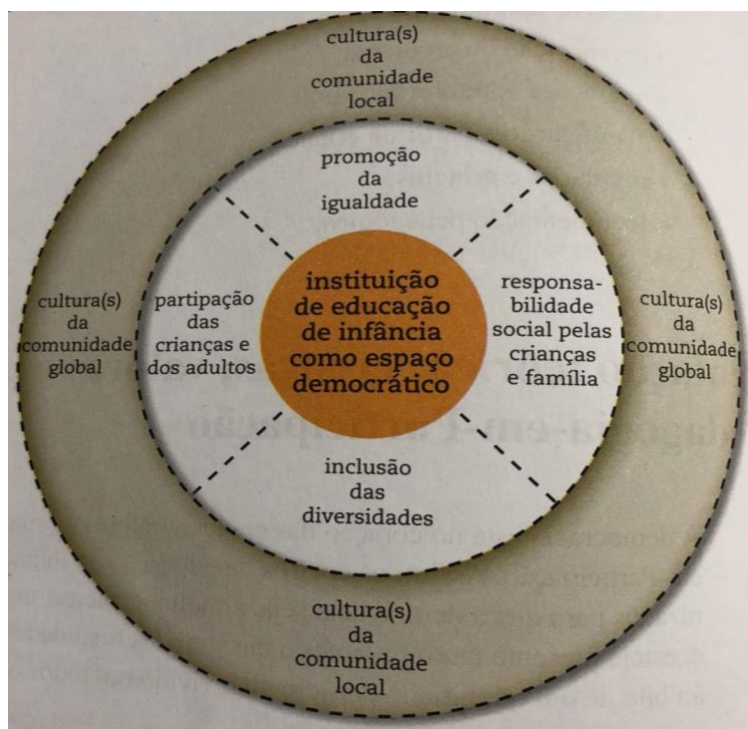 cultura(s)
da
comunidade
local
promoção
da
igualdade
cultura(s)
da
comunidade
global
partipação
das
crianças e
dos adultos
instituição
de educação
de infância
como espaço
democrático
responsa-
bilidade
social pelas
crianças
e família
cultura(s)
da
comunidade
global
inclusão
das
diversidades
cultura(s)
da
comunidade
local